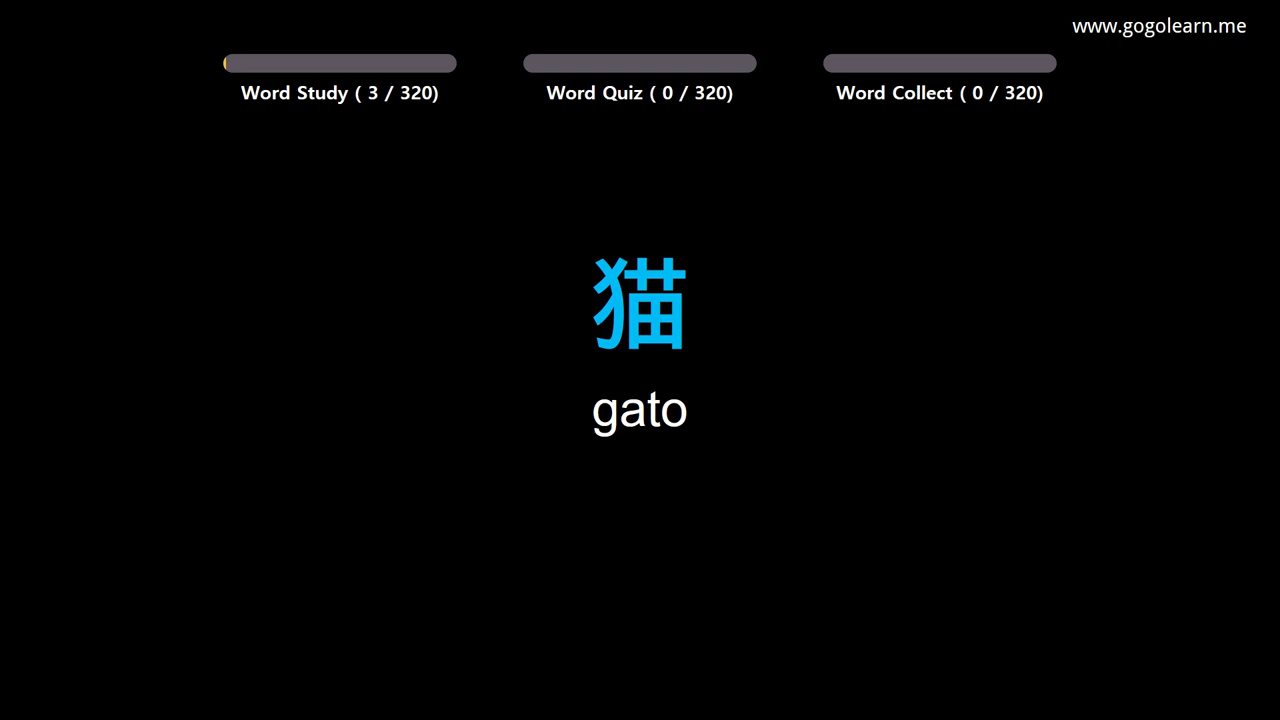 www.gogolearn.me
Word Study ( 3 / 320)
Word Quiz ( 0 / 320)
Word Collect ( 0 / 320)
猫
gato